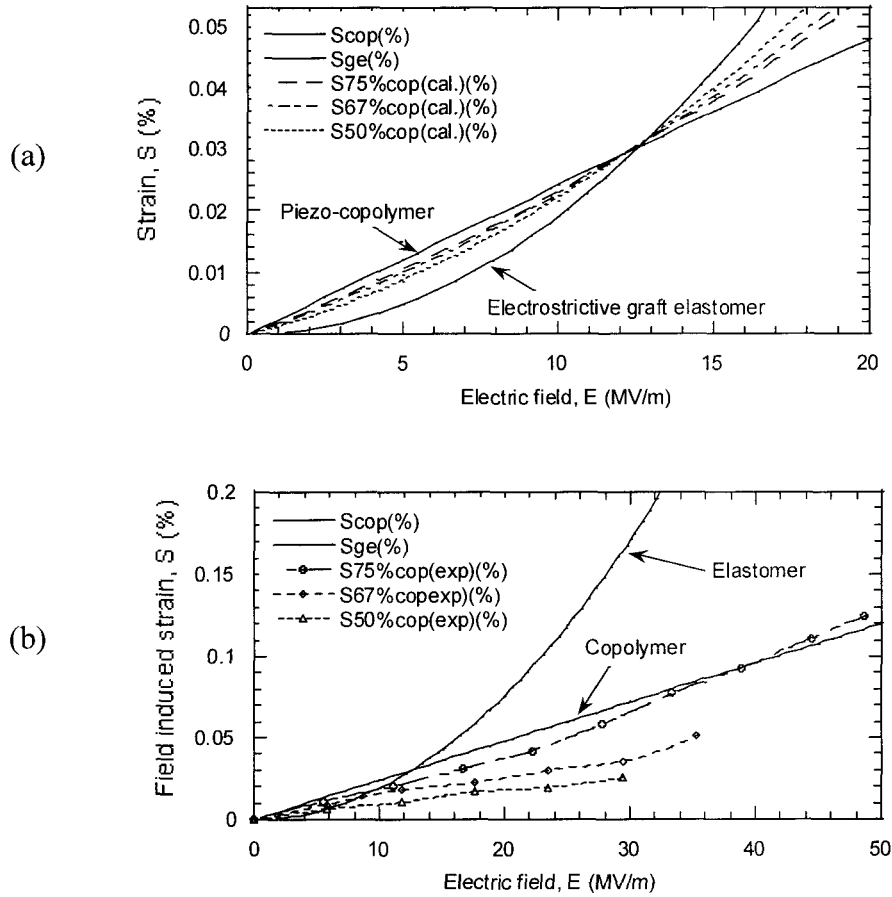 (a)
Strain, S (%)
0.05
0.04
0.03
0.02
0.01
0
Scop(%)
Sge(%)
S75%cop(cal.)(%)
S67%cop(cal.)(%)
S50%cop(cal.)(%)
Piezo-copolymer
Electrostrictive graft elastomer
0 5 10 15 20
Electric field, E (MV/m)
(b)
Field induced strain, S (%)
0.2
0.15
0.1
0.05
0
Scop(%)
Sge(%)
S75%cop(exp)(%)
S67%copexp)(%)
S50%cop(exp)(%)
Elastomer
Copolymer
0 10 20 30 40 50
Electric field, E (MV/m)